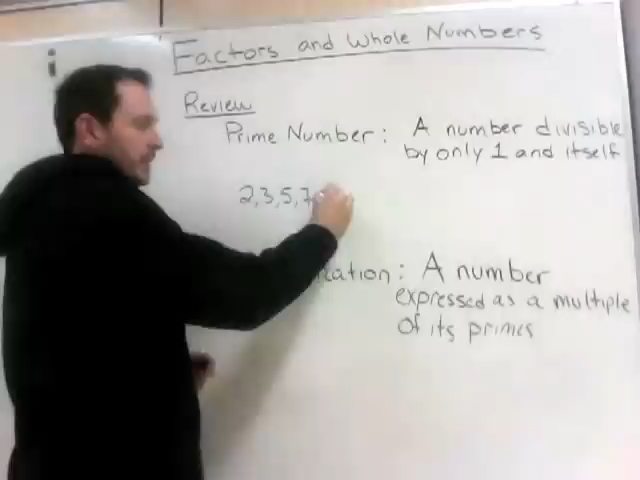 Factors and Whole Numbers
Review
Prime Number: A number divisible
by only 1 and itself
2,3,5,7
: A number
expressed as a multiple
of its primes